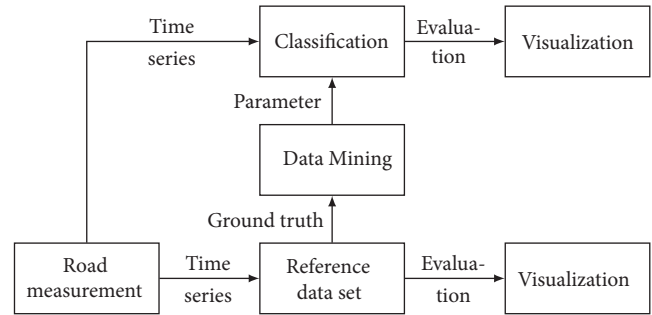 Time
series
Classification
Evalua-
tion
Visualization
Parameter
Data Mining
Ground truth
Road
measurement
Time
series
Reference
data set
Evalua-
tion
Visualization